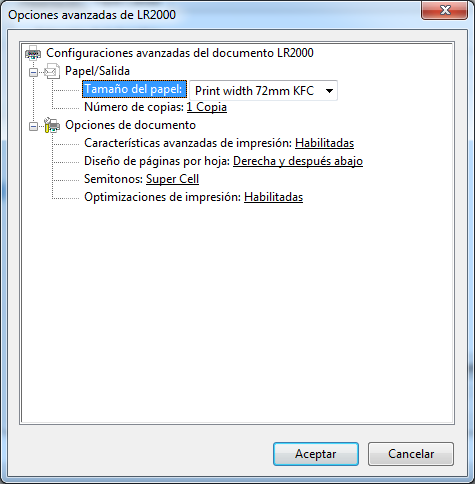 Opciones avanzadas de LR2000
Configuraciones avanzadas del documento LR2000
Papel/Salida
Tamaño del papel: Print width 72mm KFC
Número de copias: 1 Copia
Opciones de documento
Características avanzadas de impresión: Habilitadas
Diseño de páginas por hoja: Derecha y después abajo
Semitonos: Super Cell
Optimizaciones de impresión: Habilitadas
Aceptar Cancelar